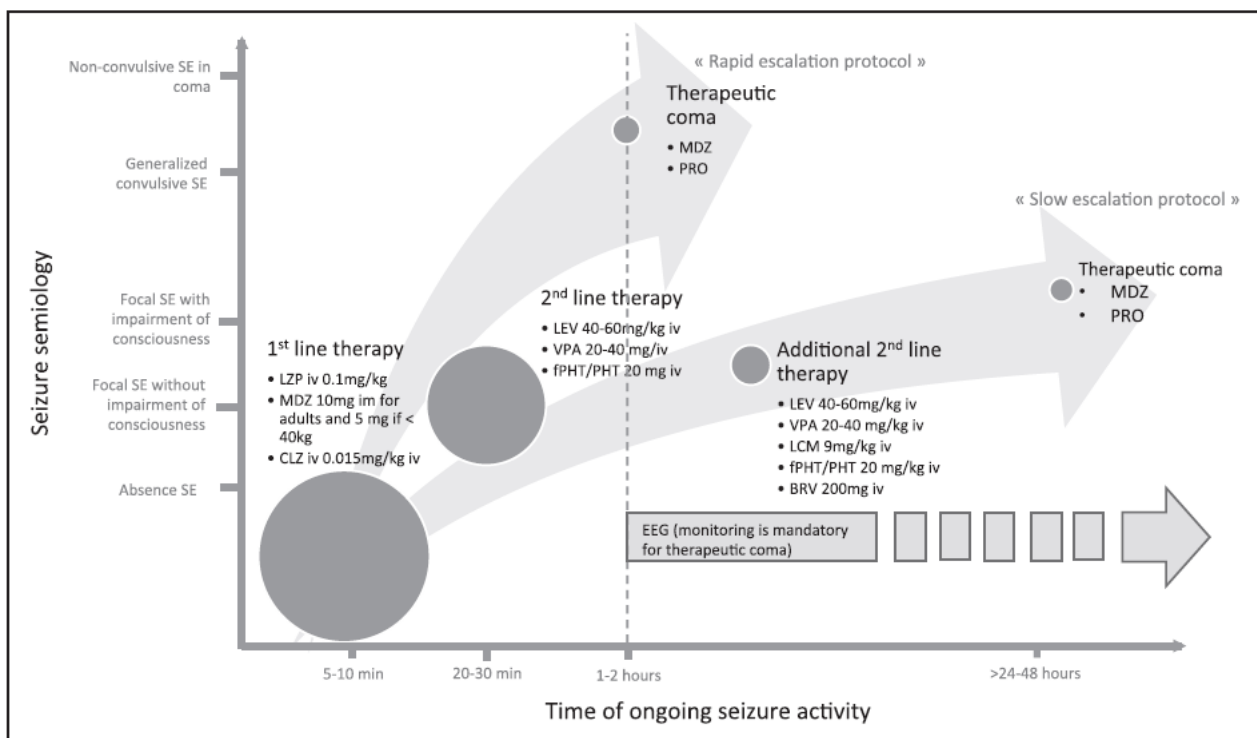 Non-convulsive SE in
coma
Generalized
convulsive SE
Focal SE with
impairment of
consciousness
Focal SE without
impairment of
consciousness
Absence SE
Seizure semiology
« Rapid escalation protocol »
Therapeutic
coma
• MDZ
• PRO
« Slow escalation protocol »
Therapeutic coma
• MDZ
• PRO
1st line therapy
• LZP iv 0.1mg/kg
• MDZ 10mg im for
adults and 5 mg if <
40kg
• CLZ iv 0.015mg/kg iv
2nd line therapy
• LEV 40-60mg/kg iv
• VPA 20-40 mg/iv
• fPHT/PHT 20 mg iv
Additional 2nd line
therapy
• LEV 40-60mg/kg iv
• VPA 20-40 mg/kg iv
• LCM 9mg/kg iv
• fPHT/PHT 20 mg/kg iv
• BRV 200mg iv
EEG (monitoring is mandatory
for therapeutic coma)
5-10 min
20-30 min
1-2 hours
>24-48 hours
Time of ongoing seizure activity